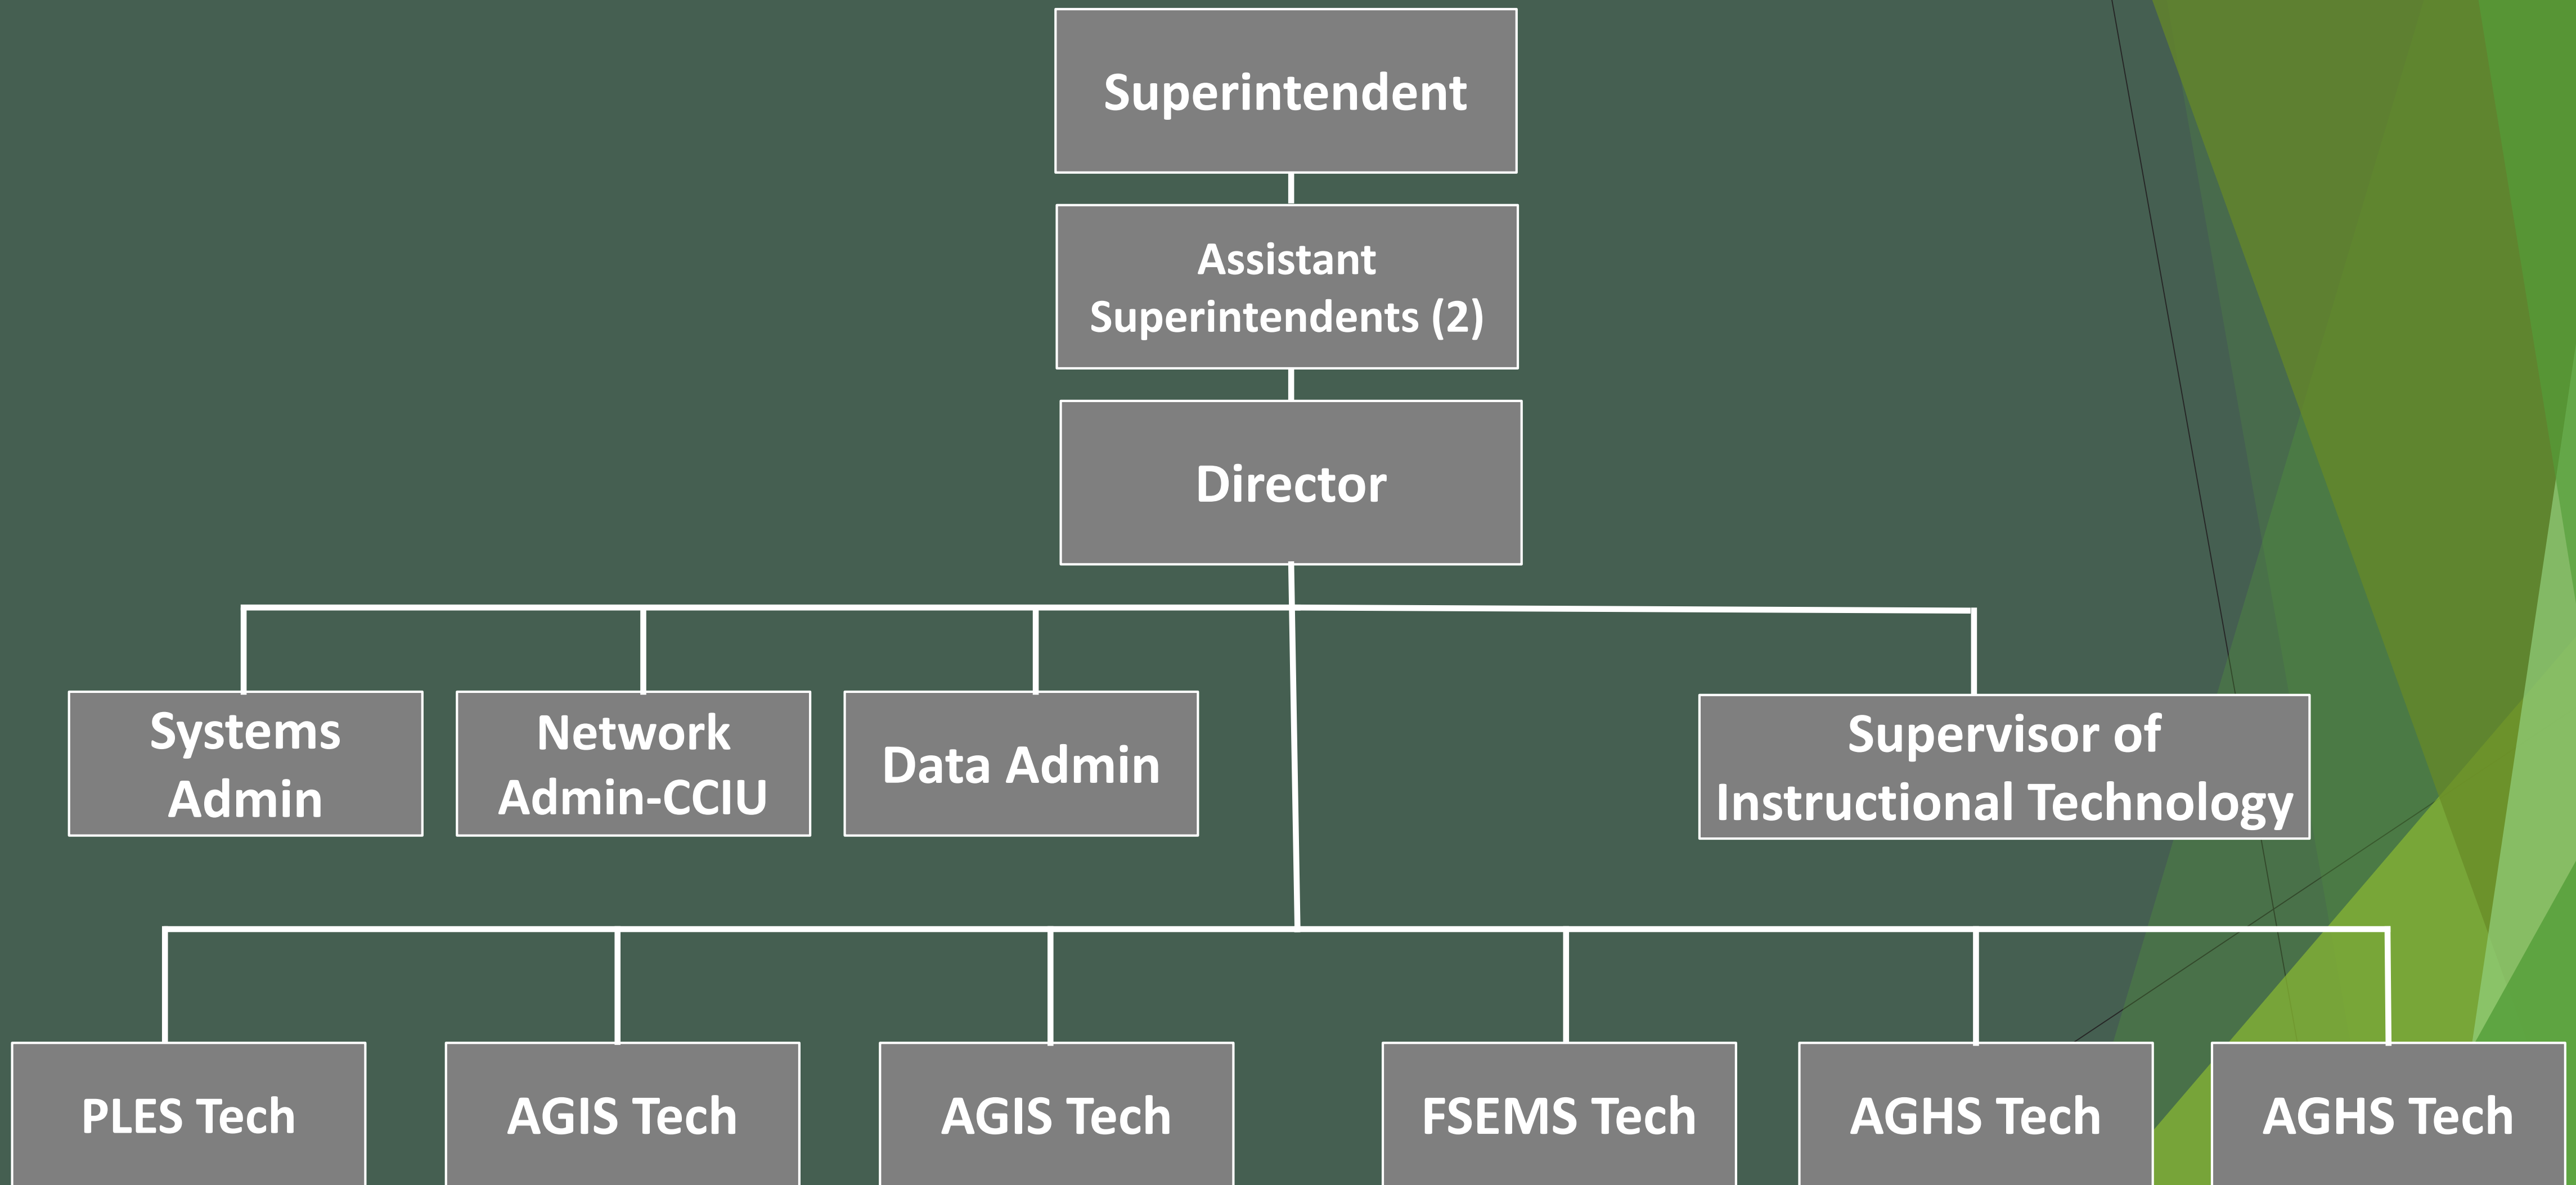 Superintendent
Assistant
Superintendents (2)
Director
Systems
Admin
Network
Admin-CCIU
Data Admin
Supervisor of
Instructional Technology
PLES Tech
AGIS Tech
AGIS Tech
FSEMS Tech
AGHS Tech
AGHS Tech